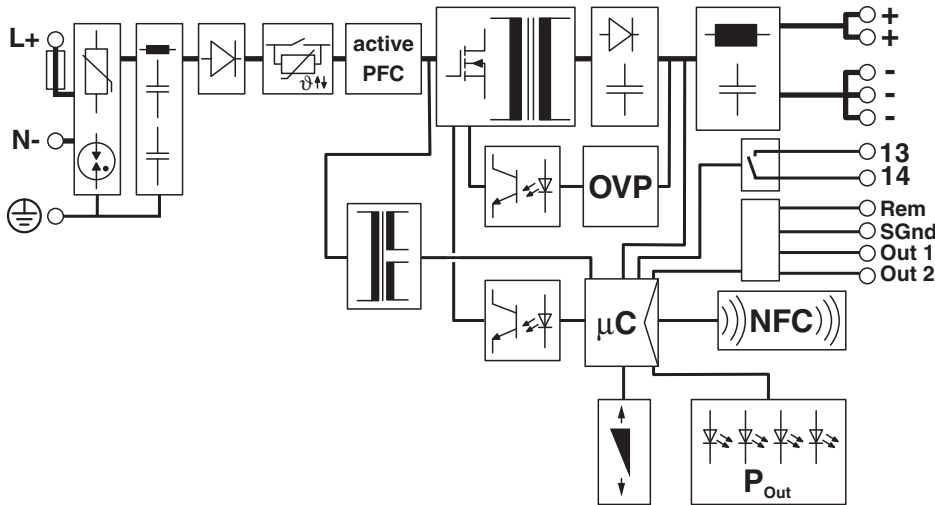 L+
N-
active
PFC
ϑ
+
+
-
-
-
13
14
OVP
Rem
SGnd
Out 1
Out 2
μC
NFC
P Out